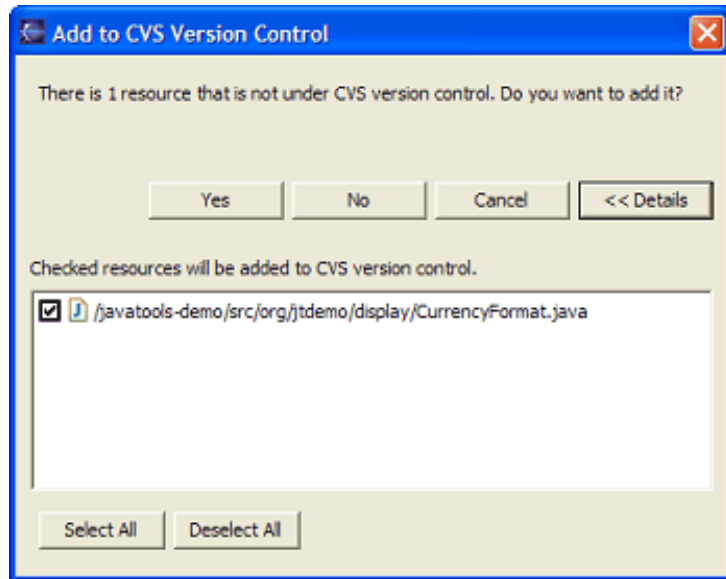 Add to CVS Version Control
There is 1 resource that is not under CVS version control. Do you want to add it?
Yes No Cancel << Details
Checked resources will be added to CVS version control.
J /javatools-demo/src/org/jtdemo/display/CurrencyFormat.java
Select All Deselect All